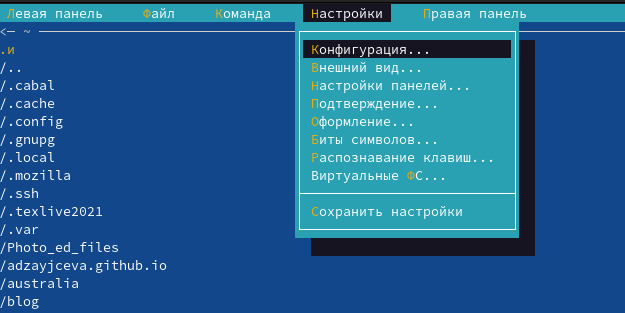 Левая панель Файл Команда Настройки Правая панель
<─ ~
.и
/..
/.cabal
/.cache
/.config
/.gnupg
/.local
/.mozilla
/.ssh
/.texlive2021
/.var
/Photo_ed_files
/adzayjceva.github.io
/australia
/blog
Конфигурация...
Внешний вид...
Настройки панелей...
Подтверждение...
Оформление...
Биты символов...
Распознавание клавиш...
Виртуальные ФС...
Сохранить настройки